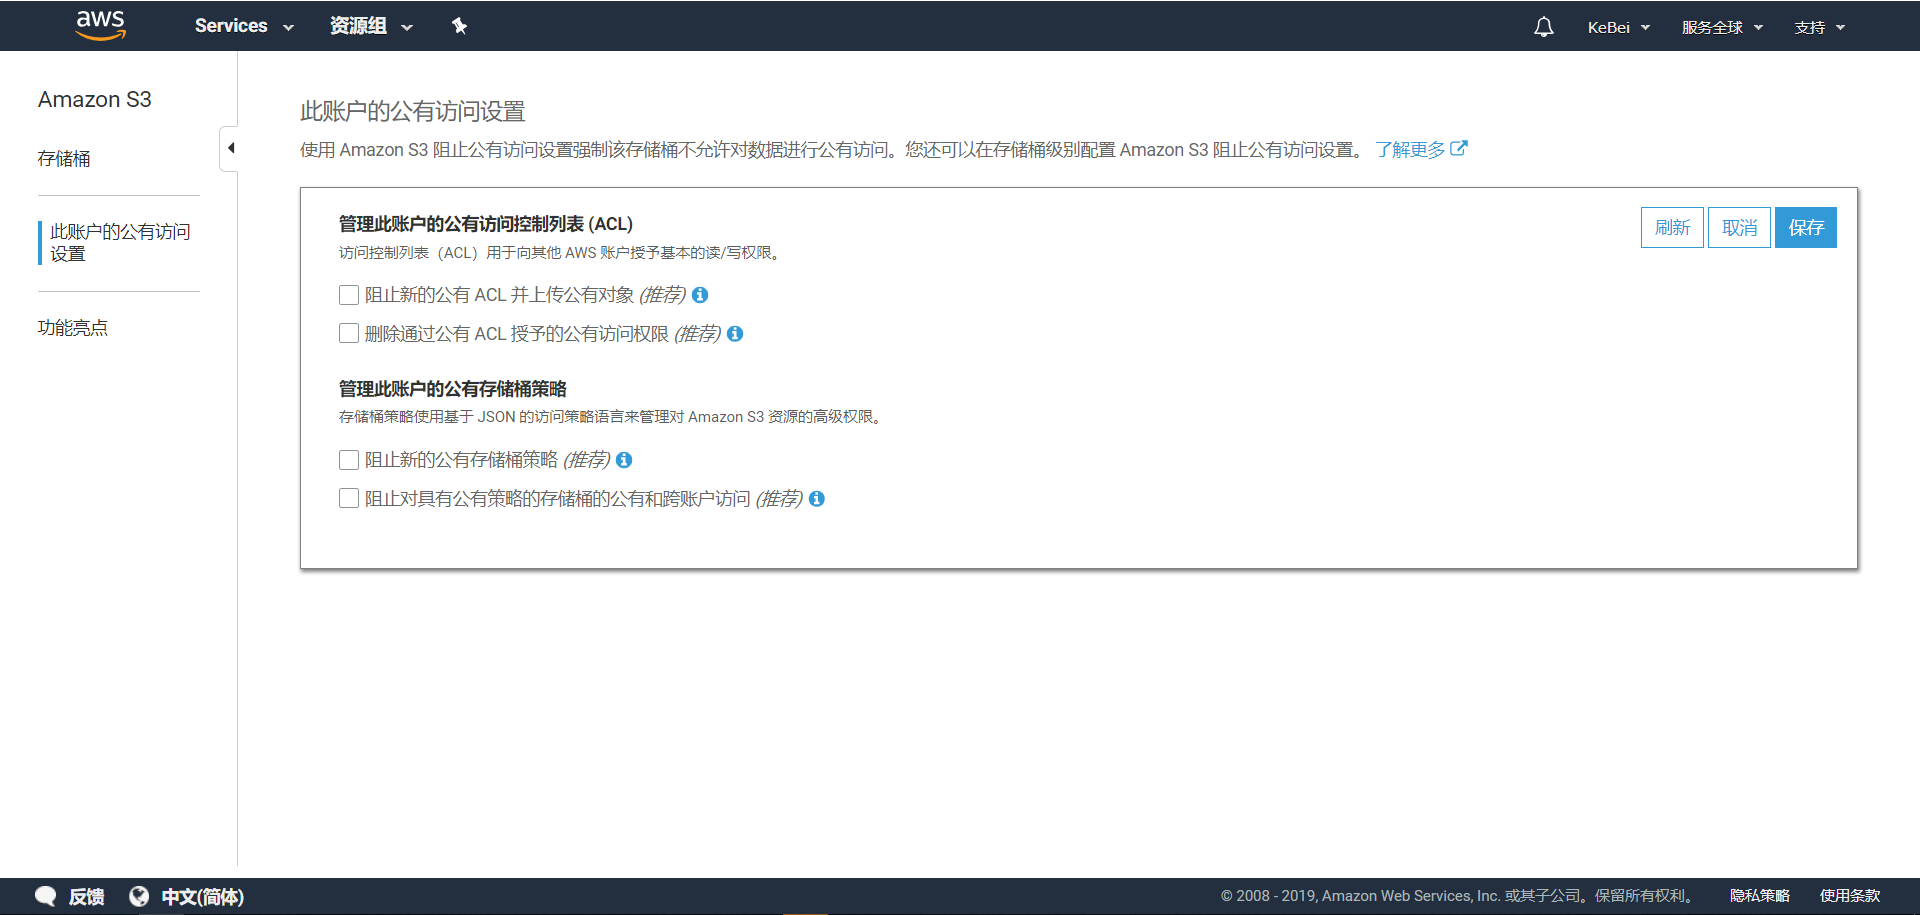 aws Services 资源组 KeBei 服务全球 支持
Amazon S3
存储桶
此账户的公有访问
设置
功能亮点
此账户的公有访问设置
使用 Amazon S3 阻止公有访问设置强制该存储桶不允许对数据进行公有访问。您还可以在存储桶级别配置 Amazon S3 阻止公有访问设置。 了解更多
管理此账户的公有访问控制列表 (ACL)
刷新 取消 保存
访问控制列表（ACL）用于向其他 AWS 账户授予基本的读/写权限。
阻止新的公有 ACL 并上传公有对象 (推荐)
删除通过公有 ACL 授予的公有访问权限 (推荐)
管理此账户的公有存储桶策略
存储桶策略使用基于 JSON 的访问策略语言来管理对 Amazon S3 资源的高级权限。
阻止新的公有存储桶策略 (推荐)
阻止对具有公有策略的存储桶的公有和跨账户访问 (推荐)
反馈 中文(简体) © 2008 - 2019, Amazon Web Services, Inc. 或其子公司。保留所有权利。 隐私策略 使用条款